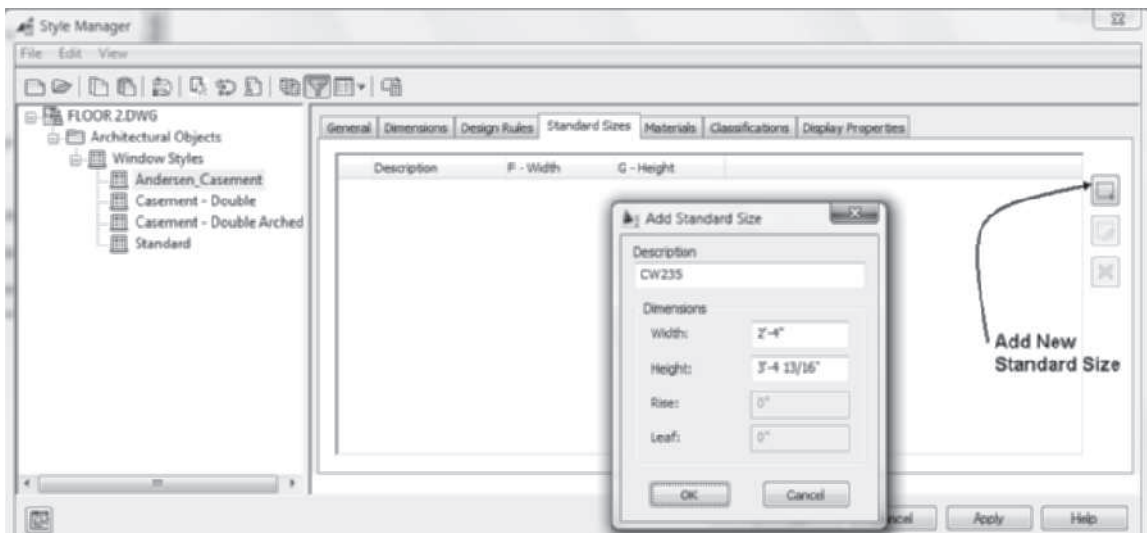 Style Manager
File Edit View
FLOOR 2.DWG
Architectural Objects
Window Styles
Andersen_Casement
Casement - Double
Casement - Double Arched
Standard
General Dimensions Design Rules Standard Sizes Materials Classifications Display Properties
Description F - Width G - Height
Add Standard Size
Description
CW235
Dimensions
Width: 2'-4"
Height: 3'-4 13/16"
Rise: 0"
Leaf: 0"
OK Cancel
Add New
Standard Size
ncel Apply Help